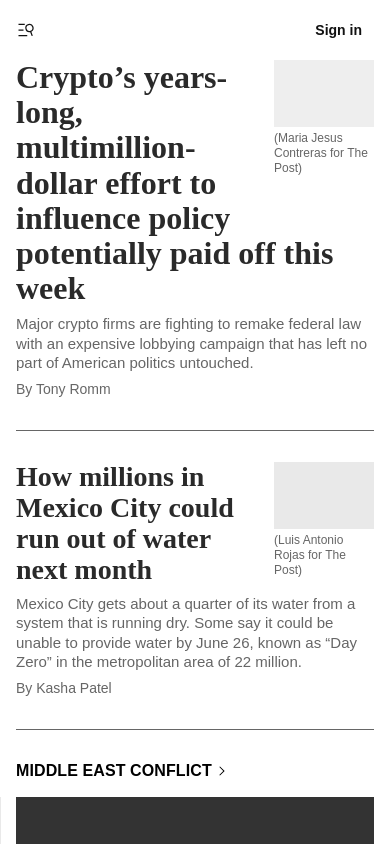 Sign in
Crypto’s years-
long,
multimillion-
dollar effort to
influence policy
potentially paid off this
week
(Maria Jesus
Contreras for The
Post)
Major crypto firms are fighting to remake federal law
with an expensive lobbying campaign that has left no
part of American politics untouched.
By Tony Romm
How millions in
Mexico City could
run out of water
next month
(Luis Antonio
Rojas for The
Post)
Mexico City gets about a quarter of its water from a
system that is running dry. Some say it could be
unable to provide water by June 26, known as “Day
Zero” in the metropolitan area of 22 million.
By Kasha Patel
MIDDLE EAST CONFLICT